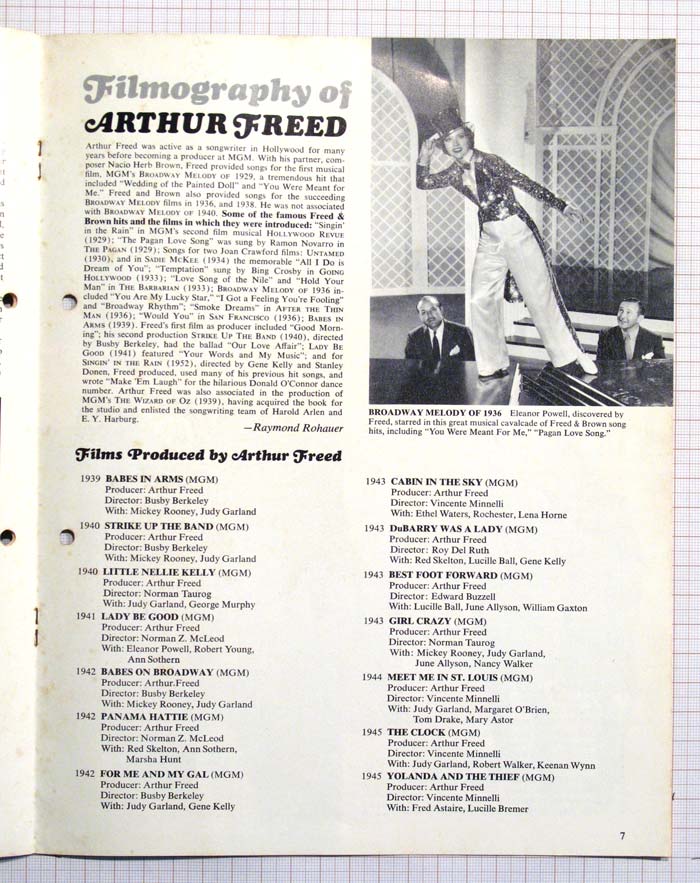 Filmography of
ARTHUR FREED
Arthur Freed was active as a songwriter in Hollywood for many
years before becoming a producer at MGM. With his partner, com-
poser Nacio Herb Brown, Freed provided songs for the first musical
film, MGM's BROADWAY MELODY OF 1929, a tremendous hit that
included "Wedding of the Painted Doll" and "You Were Meant for
Me." Freed and Brown also provided songs for the succeeding
BROADWAY MELODY films in 1936, and 1938. He was not associated
with BROADWAY MELODY OF 1940. Some of the famous Freed &
Brown hits and the films in which they were introduced: "Singin'
in the Rain" in MGM's second film musical HOLLYWOOD REVUE
(1929); "The Pagan Love Song" was sung by Ramon Novarro in
THE PAGAN (1929); Songs for two Joan Crawford films: UNTAMED
(1930), and in SADIE MCKEE (1934) the memorable "All I Do is
Dream of You"; "Temptation" sung by Bing Crosby in GOING
HOLLYWOOD (1933); "Love Song of the Nile" and "Hold Your
Man" in THE BARBARIAN (1933); BROADWAY MELODY OF 1936 in-
cluded "You Are My Lucky Star," "I Got a Feeling You're Fooling"
and "Broadway Rhythm"; "Smoke Dreams" in AFTER THE THIN
MAN (1936); "Would You" in SAN FRANCISCO (1936); BABES IN
ARMS (1939). Freed's first film as producer included "Good Morn-
ing"; his second production STRIKE UP THE BAND (1940), directed
by Busby Berkeley, had the ballad "Our Love Affair"; LADY BE
GOOD (1941) featured "Your Words and My Music"; and for
SINGIN' IN THE RAIN (1952), directed by Gene Kelly and Stanley
Donen, Freed produced, used many of his previous hit songs, and
wrote "Make 'Em Laugh" for the hilarious Donald O'Connor dance
number. Arthur Freed was also associated in the production of
MGM's THE WIZARD OF OZ (1939), having acquired the book for
the studio and enlisted the songwriting team of Harold Arlen and
E. Y. Harburg.
—Raymond Rohauer
BROADWAY MELODY OF 1936 Eleanor Powell, discovered by
Freed, starred in this great musical cavalcade of Freed & Brown song
hits, including "You Were Meant For Me," "Pagan Love Song."
Films Produced by Arthur Freed
1939 BABES IN ARMS (MGM)
Producer: Arthur Freed
Director: Busby Berkeley
With: Mickey Rooney, Judy Garland
1940 STRIKE UP THE BAND (MGM)
Producer: Arthur Freed
Director: Busby Berkeley
With: Mickey Rooney, Judy Garland
1940 LITTLE NELLIE KELLY (MGM)
Producer: Arthur Freed
Director: Norman Taurog
With: Judy Garland, George Murphy
1941 LADY BE GOOD (MGM)
Producer: Arthur Freed
Director: Norman Z. McLeod
With: Eleanor Powell, Robert Young,
Ann Sothern
1942 BABES ON BROADWAY (MGM)
Producer: Arthur.Freed
Director: Busby Berkeley
With: Mickey Rooney, Judy Garland
1942 PANAMA HATTIE (MGM)
Producer: Arthur Freed
Director: Norman Z. McLeod
With: Red Skelton, Ann Sothern,
Marsha Hunt
1942 FOR ME AND MY GAL (MGM)
Producer: Arthur Freed
Director: Busby Berkeley
With: Judy Garland, Gene Kelly
1943 CABIN IN THE SKY (MGM)
Producer: Arthur Freed
Director: Vincente Minnelli
With: Ethel Waters, Rochester, Lena Horne
1943 DuBARRY WAS A LADY (MGM)
Producer: Arthur Freed
Director: Roy Del Ruth
With: Red Skelton, Lucille Ball, Gene Kelly
1943 BEST FOOT FORWARD (MGM)
Producer: Arthur Freed
Director: Edward Buzzell
With: Lucille Ball, June Allyson, William Gaxton
1943 GIRL CRAZY (MGM)
Producer: Arthur Freed
Director: Norman Taurog
With: Mickey Rooney, Judy Garland,
June Allyson, Nancy Walker
1944 MEET ME IN ST. LOUIS (MGM)
Producer: Arthur Freed
Director: Vincente Minnelli
With: Judy Garland, Margaret O'Brien,
Tom Drake, Mary Astor
1945 THE CLOCK (MGM)
Producer: Arthur Freed
Director: Vincente Minnelli
With: Judy Garland, Robert Walker, Keenan Wynn
1945 YOLANDA AND THE THIEF (MGM)
Producer: Arthur Freed
Director: Vincente Minnelli
With: Fred Astaire, Lucille Bremer
7